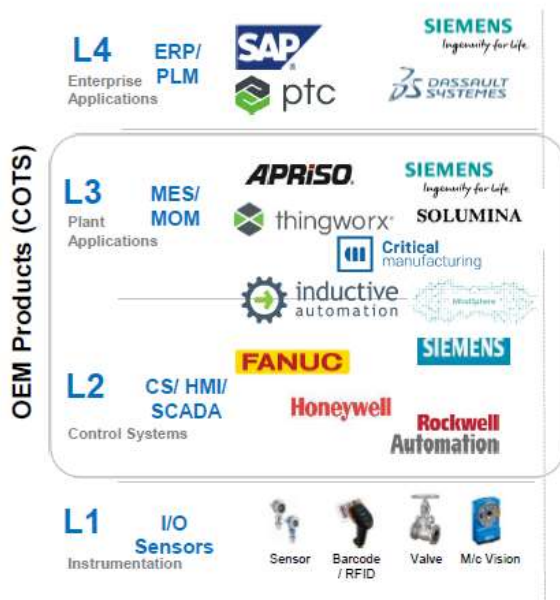 L4
Enterprise
Applications
ERP/
PLM
SAP
®
SIEMENS
Ingenuity for Life
ptc
DASSAULT
SYSTEMES
OEM Products (COTS)
L3
Plant
Applications
MES/
MOM
APRISO.
SIEMENS
Ingenuity for Life
thingworx®
SOLUMINA
Critical
manufacturing
inductive
automation
MindSphere
L2
Control Systems
CS/ HMI/
SCADA
FANUC
SIEMENS
Honeywell
Rockwell
Automation
L1
Instrumentation
I/O
Sensors
Sensor
Barcode
/ RFID
Valve
M/c Vision